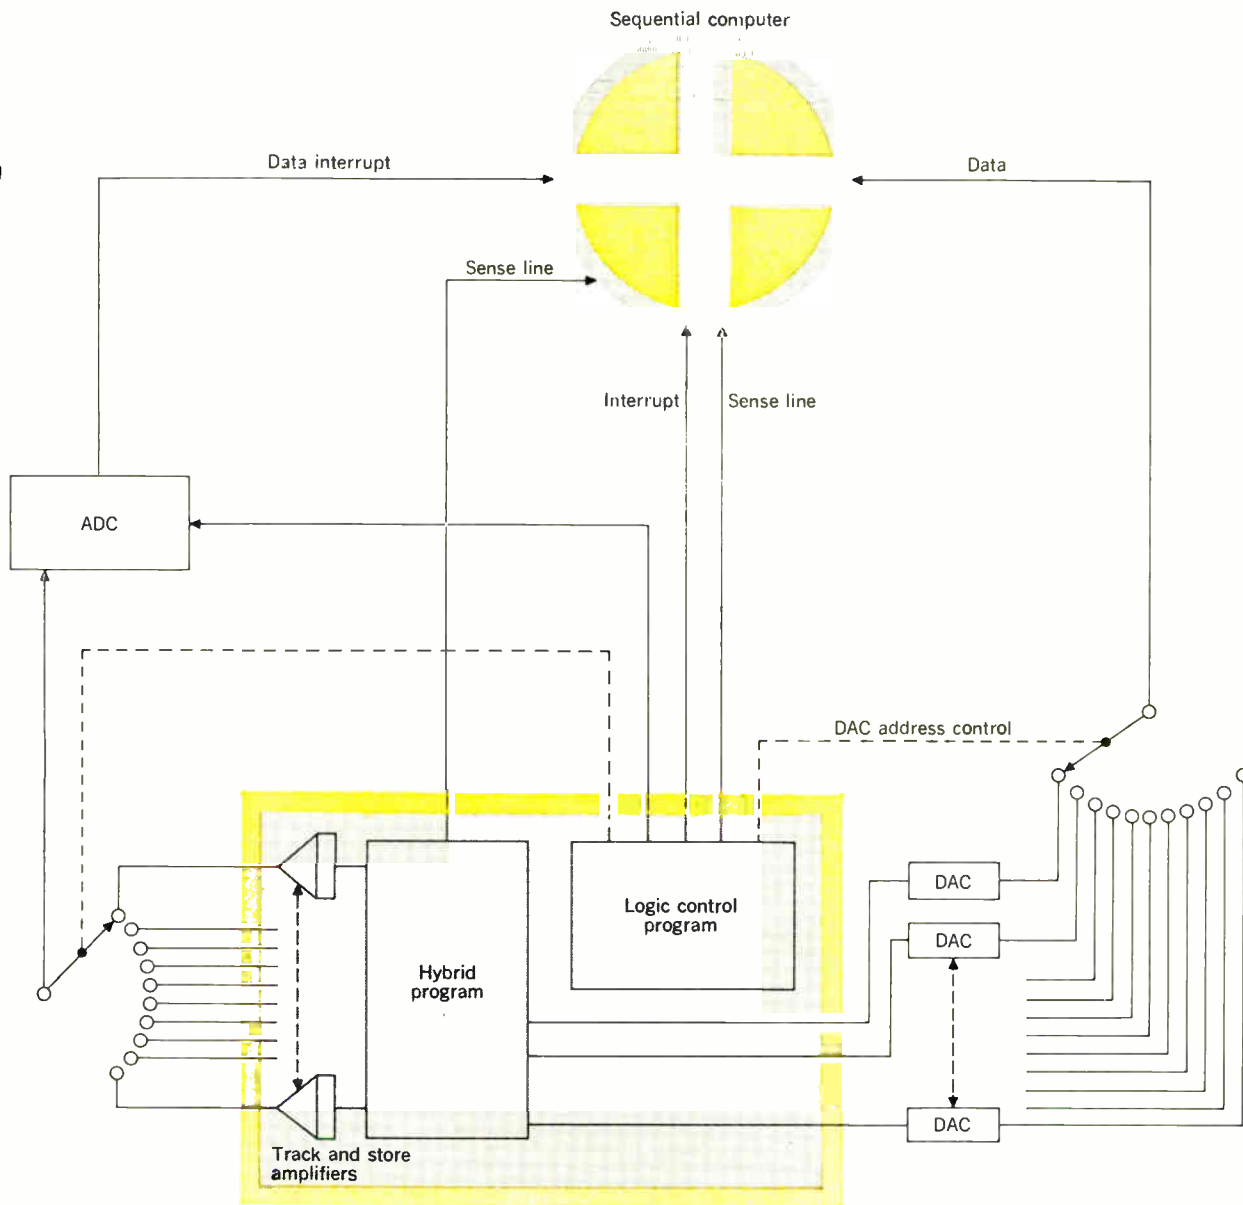 Sequential computer
Data interrupt
Data
Sense line
Interrupt
Sense line
ADC
DAC address control
DAC
Logic control
program
DAC
Hybrid
program
DAC
Track and store
amplifiers